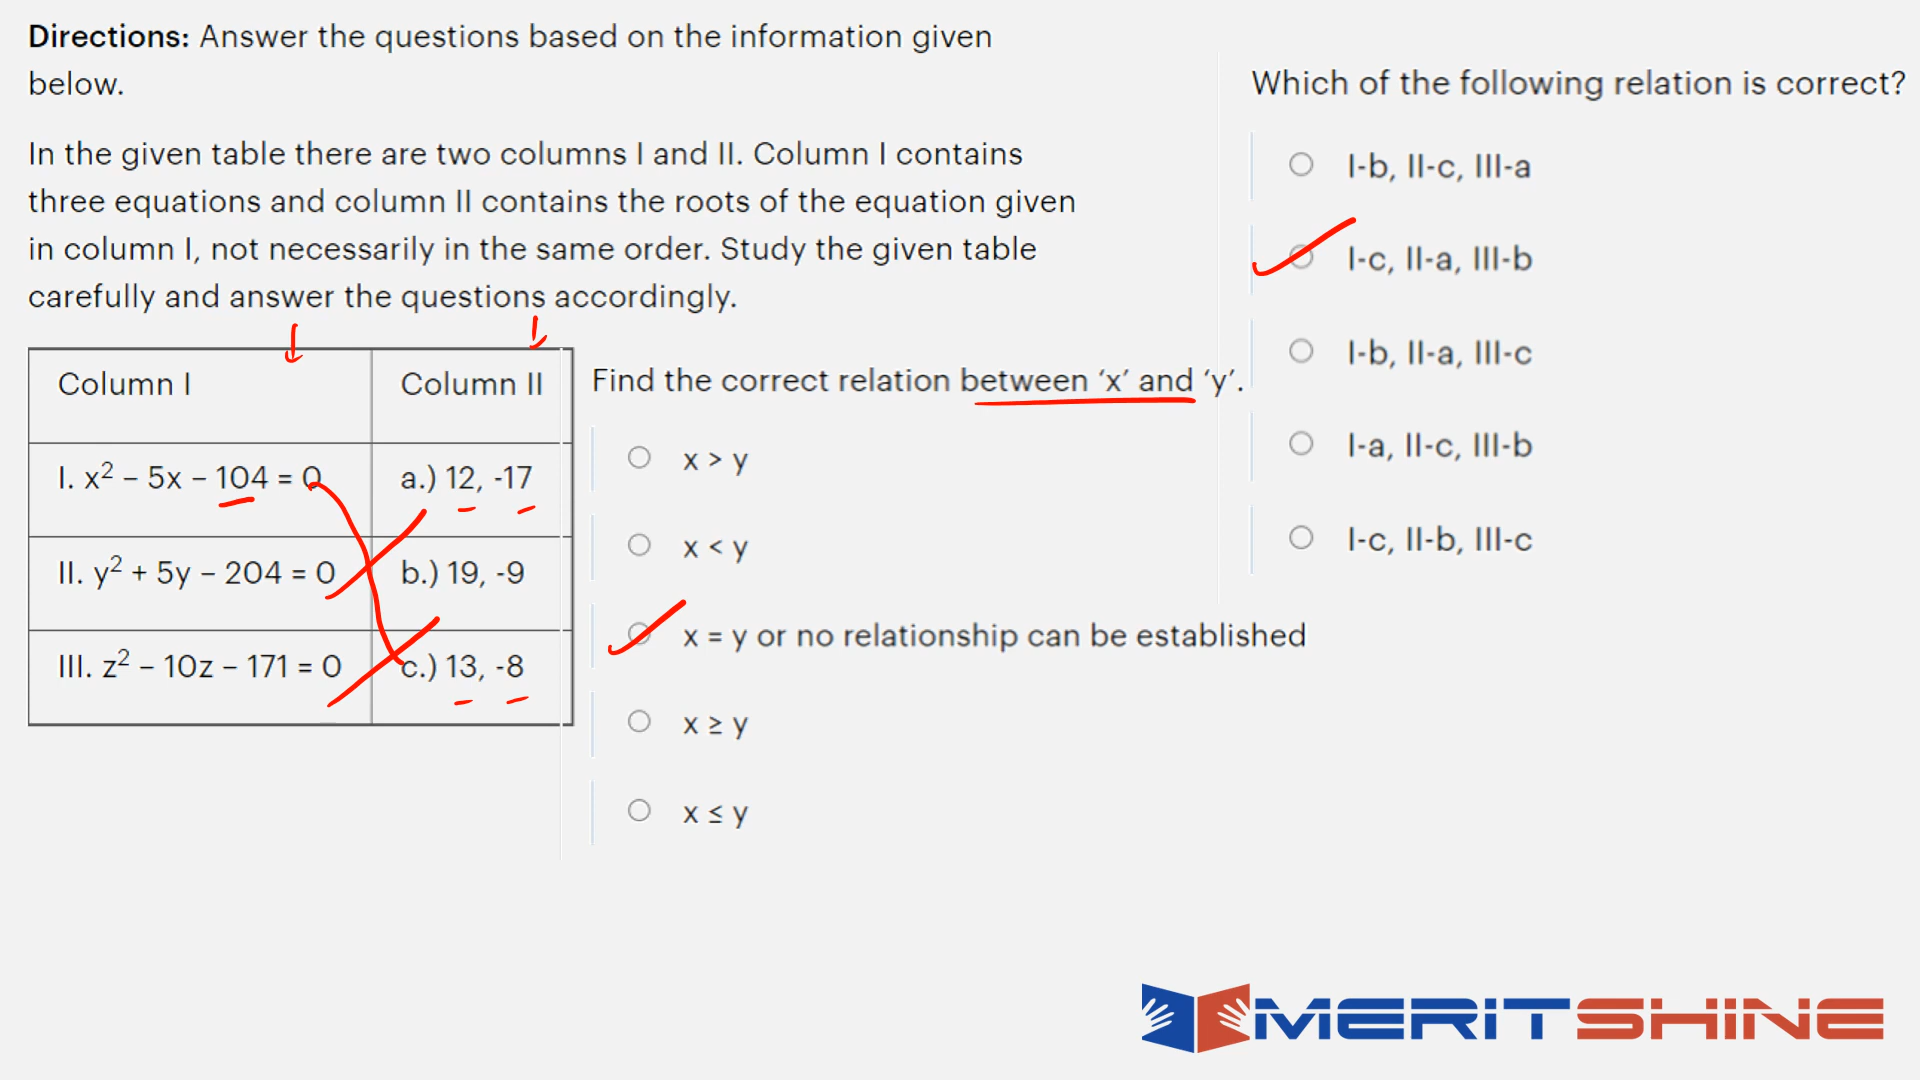 Directions: Answer the questions based on the information given
below.
In the given table there are two columns I and II. Column I contains
three equations and column II contains the roots of the equation given
in column I, not necessarily in the same order. Study the given table
carefully and answer the questions accordingly.
Column I
Column II
I. x² – 5x – 104 = 0
a.) 12, -17
II. y² + 5y – 204 = 0
b.) 19, -9
III. z² – 10z – 171 = 0
c.) 13, -8
Find the correct relation between ‘x’ and ‘y’.
x > y
x < y
x = y or no relationship can be established
x ≥ y
x ≤ y
Which of the following relation is correct?
I-b, II-c, III-a
I-c, II-a, III-b
I-b, II-a, III-c
I-a, II-c, III-b
I-c, II-b, III-c
MERITSHINE